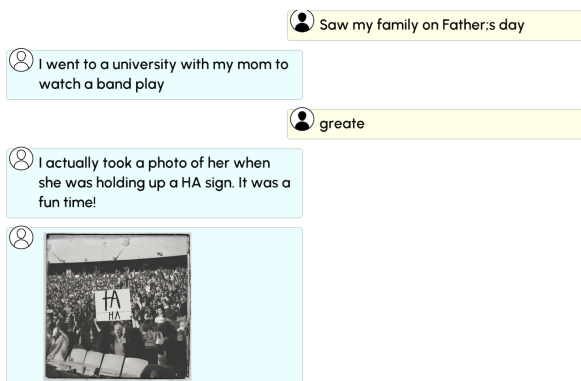 Saw my family on Father;s day
I went to a university with my mom to
watch a band play
greate
I actually took a photo of her when
she was holding up a HA sign. It was a
fun time!
HA
HA